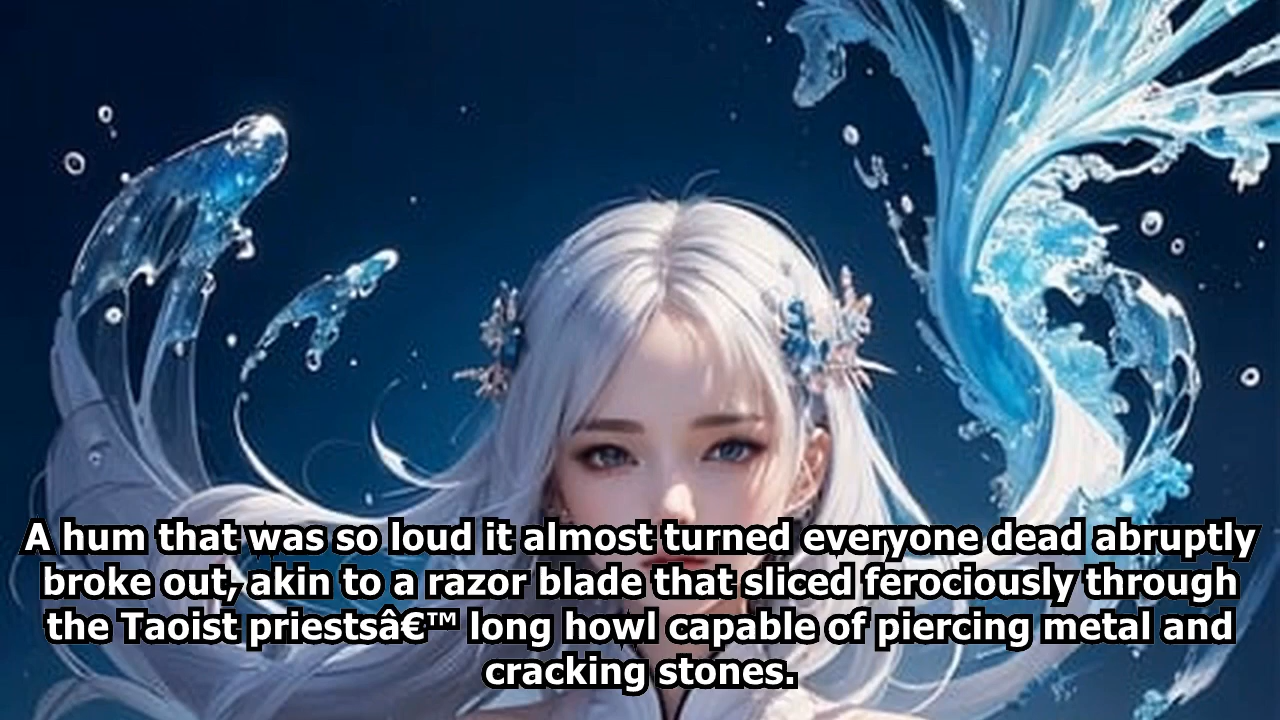 A hum that was so loud it almost turned everyone dead abruptly
broke out, akin to a razor blade that sliced ferociously through
the Taoist priestsâ€™ long howl capable of piercing metal and
cracking stones.